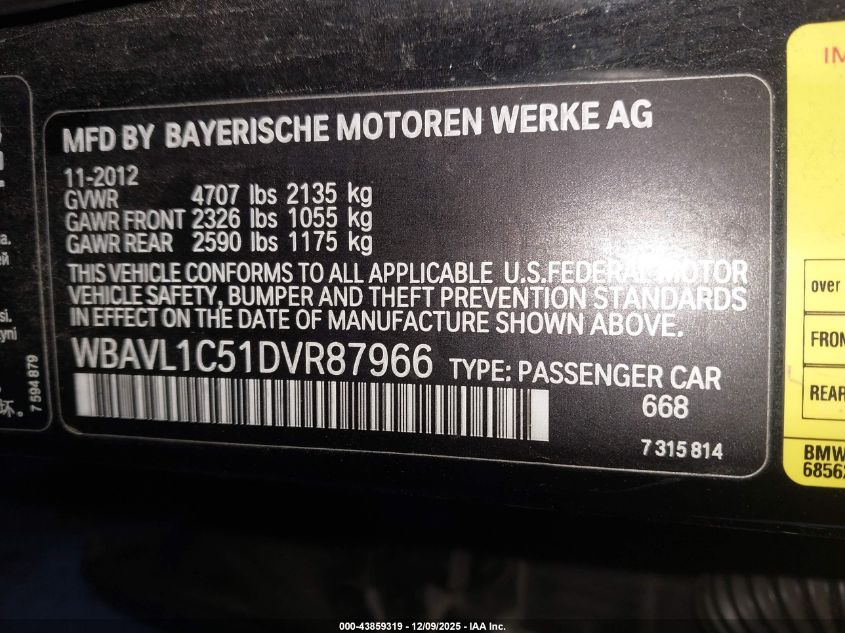 MFD BY BAYERISCHE MOTOREN WERKE AG
11-2012
GVWR 4707 lbs 2135 kg
GAWR FRONT 2326 lbs 1055 kg
GAWR REAR 2590 lbs 1175 kg
THIS VEHICLE CONFORMS TO ALL APPLICABLE U.S.FEDERAL MOTOR
VEHICLE SAFETY, BUMPER AND THEFT PREVENTION STANDARDS
IN EFFECT ON THE DATE OF MANUFACTURE SHOWN ABOVE.
WBAVL1C51DVR87966 TYPE: PASSENGER CAR
668
7 315 814
7 594 879
over
FRON
REAR
BMW
6856
000-43859319 - 12/09/2025 - IAA Inc.